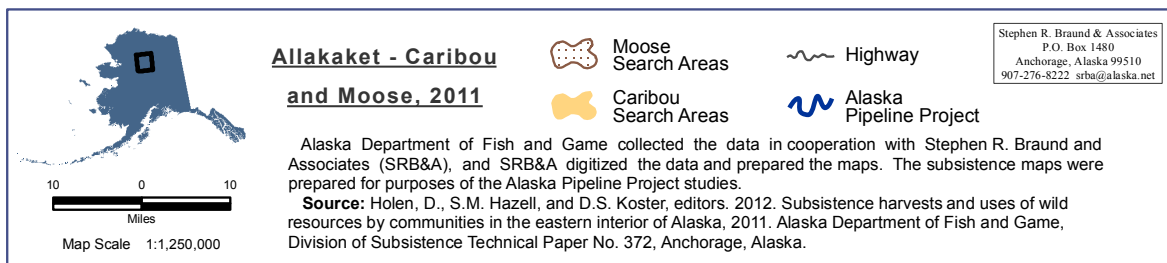 Allakaket - Caribou
and Moose, 2011
Moose
Search Areas
Caribou
Search Areas
Highway
Alaska
Pipeline Project
Stephen R. Braund & Associates
P.O. Box 1480
Anchorage, Alaska 99510
907-276-8222 srba@alaska.net
10 0 10
Miles
Map Scale 1:1,250,000
Alaska Department of Fish and Game collected the data in cooperation with Stephen R. Braund and
Associates (SRB&A), and SRB&A digitized the data and prepared the maps. The subsistence maps were
prepared for purposes of the Alaska Pipeline Project studies.
Source: Holen, D., S.M. Hazell, and D.S. Koster, editors. 2012. Subsistence harvests and uses of wild
resources by communities in the eastern interior of Alaska, 2011. Alaska Department of Fish and Game,
Division of Subsistence Technical Paper No. 372, Anchorage, Alaska.